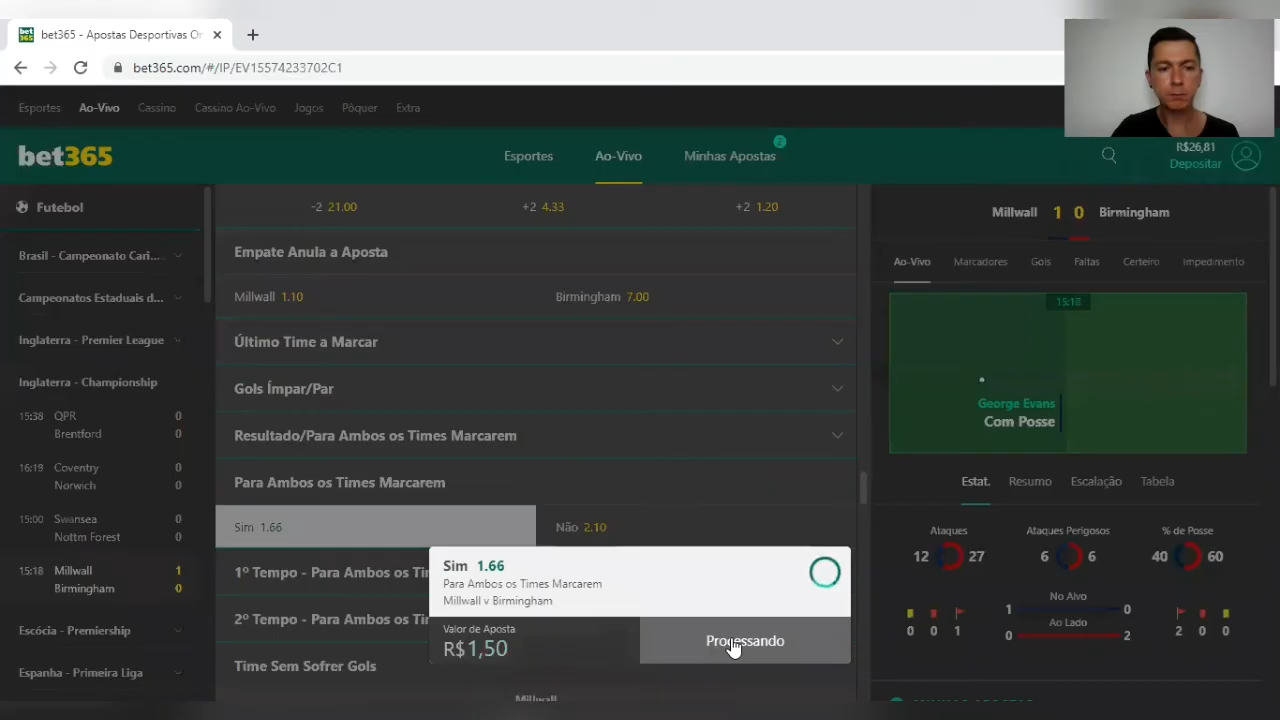 bet365 - Apostas Desportivas On
bet365.com/#/IP/EV15574233702C1
Esportes Ao-Vivo Cassino Cassino Ao-Vivo Jogos Pôquer Extra
bet365
Esportes Ao-Vivo Minhas Apostas 2
R$26,81
Depositar
Futebol
Brasil - Campeonato Cari...
Campeonatos Estaduais d...
Inglaterra - Premier League
Inglaterra - Championship
15:38 QPR 0
Brentford 0
16:19 Coventry 0
Norwich 0
15:00 Swansea 0
Nottm Forest 0
15:18 Millwall 1
Birmingham 0
Escócia - Premiership
Espanha - Primeira Liga
-2 21.00 +2 4.33 +2 1.20
Empate Anula a Aposta
Millwall 1.10 Birmingham 7.00
Último Time a Marcar
Gols Ímpar/Par
Resultado/Para Ambos os Times Marcarem
Para Ambos os Times Marcarem
Sim 1.66 Não 2.10
1º Tempo - Para Ambos os Ti
2º Tempo - Para Ambos os Ti
Time Sem Sofrer Gols
Millwall
Sim 1.66
Para Ambos os Times Marcarem
Millwall v Birmingham
Valor de Aposta
R$1,50
Processando
Millwall 1 0 Birmingham
Ao-Vivo Marcadores Gols Faltas Certeiro Impedimento
15:18
George Evans
Com Posse
Estat. Resumo Escalação Tabela
Ataques Ataques Perigosos % de Posse
12 27 6 6 40 60
No Alvo
1 0
Ao Lado
0 2
0 0 1 2 0 0